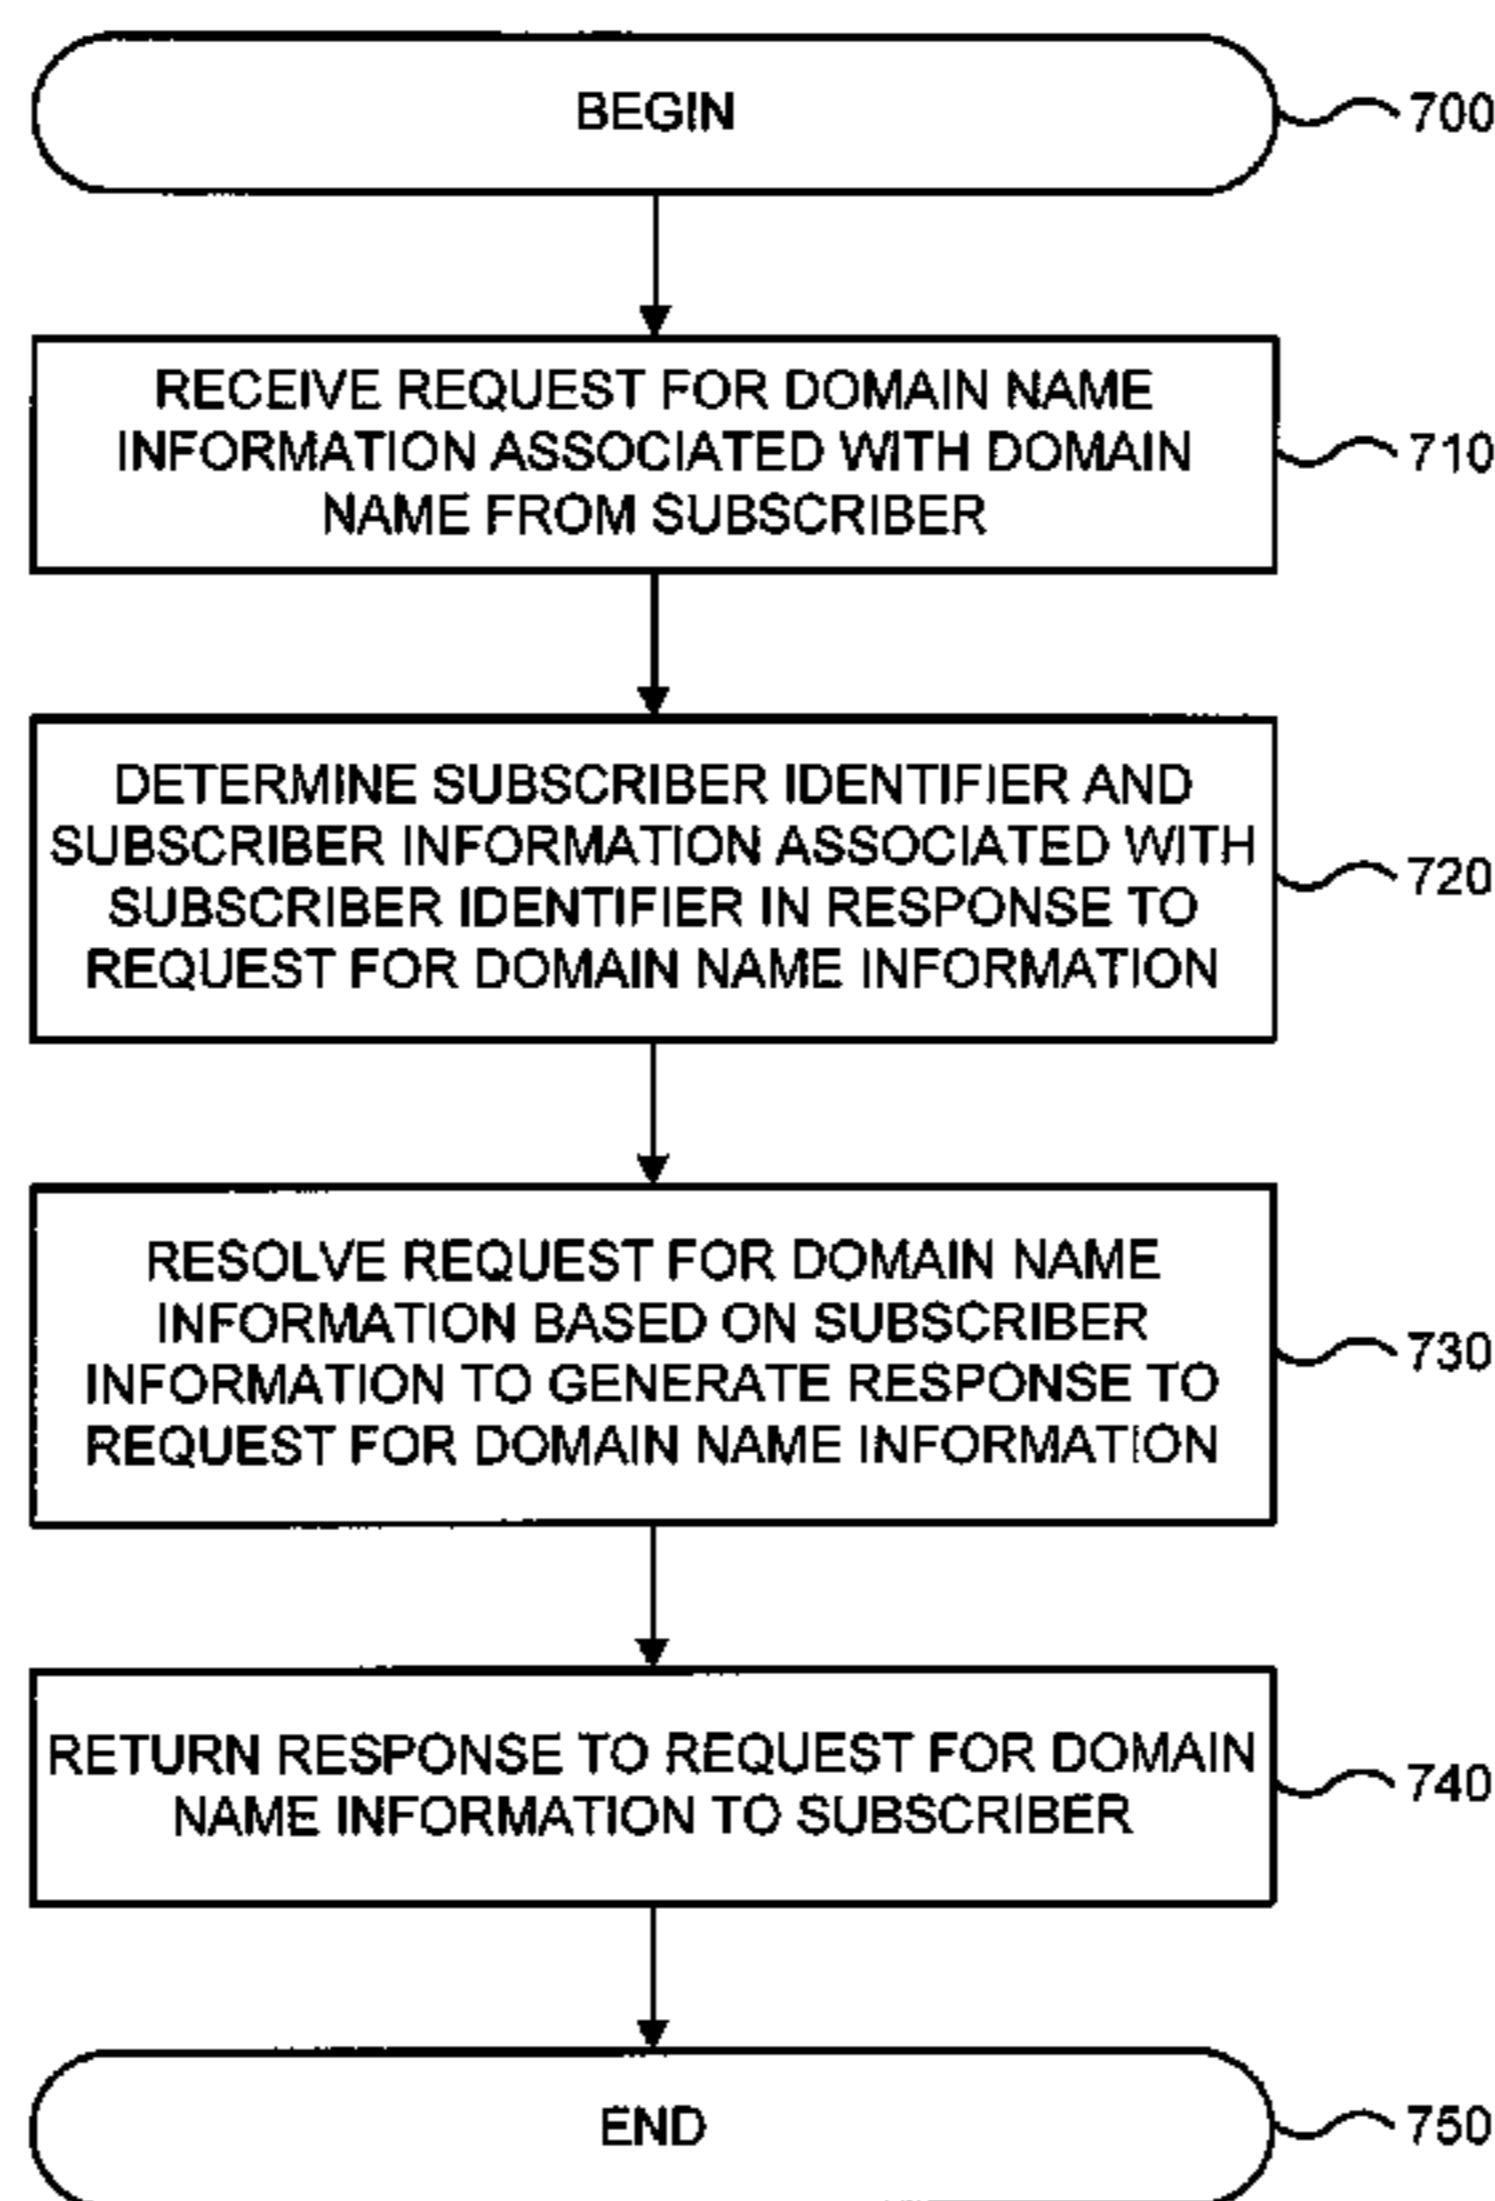 BEGIN
700
RECEIVE REQUEST FOR DOMAIN NAME
INFORMATION ASSOCIATED WITH DOMAIN
NAME FROM SUBSCRIBER
710
DETERMINE SUBSCRIBER IDENTIFIER AND
SUBSCRIBER INFORMATION ASSOCIATED WITH
SUBSCRIBER IDENTIFIER IN RESPONSE TO
REQUEST FOR DOMAIN NAME INFORMATION
720
RESOLVE REQUEST FOR DOMAIN NAME
INFORMATION BASED ON SUBSCRIBER
INFORMATION TO GENERATE RESPONSE TO
REQUEST FOR DOMAIN NAME INFORMATION
730
RETURN RESPONSE TO REQUEST FOR DOMAIN
NAME INFORMATION TO SUBSCRIBER
740
END
750